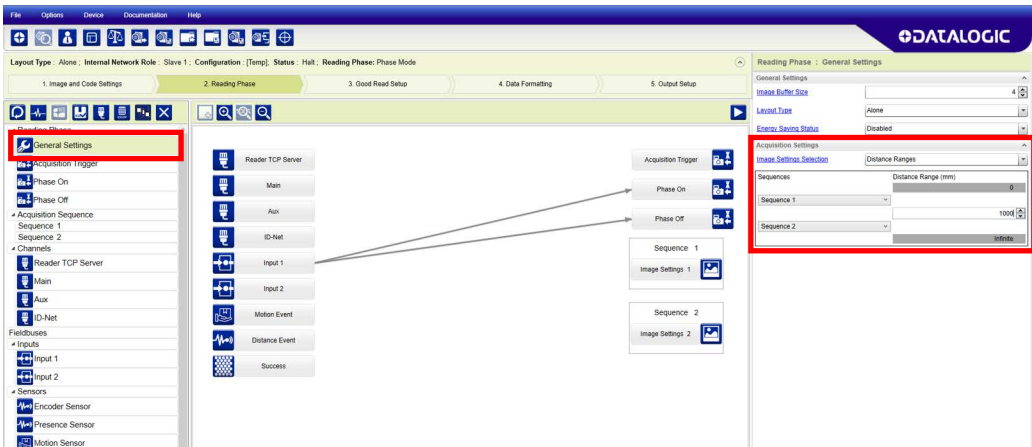 File Options Device Documentation Help
DATALOGIC
Layout Type : Alone ; Internal Network Role : Slave 1 ; Configuration : [Temp], Status : Halt ; Reading Phase: Phase Mode
1. Image and Code Settings 2. Reading Phase 3. Good Read Setup 4. Data Formatting 5. Output Setup
Reading Phase
General Settings
Acquisition Trigger
Phase On
Phase Off
Acquisition Sequence
Sequence 1
Sequence 2
Channels
Reader TCP Server
Main
Aux
ID-Net
Fieldbuses
Inputs
Input 1
Input 2
Sensors
Encoder Sensor
Presence Sensor
Motion Sensor
Reader TCP Server
Main
Aux
ID-Net
Input 1
Input 2
Motion Event
Distance Event
Success
Acquisition Trigger
Phase On
Phase Off
Sequence 1
Image Settings 1
Sequence 2
Image Settings 2
Reading Phase : General Settings
General Settings
Image Buffer Size 4
Layout Type Alone
Energy Saving Status Disabled
Acquisition Settings
Image Settings Selection Distance Ranges
Sequences Distance Range (mm)
0
Sequence 1
1000
Sequence 2
Infinite